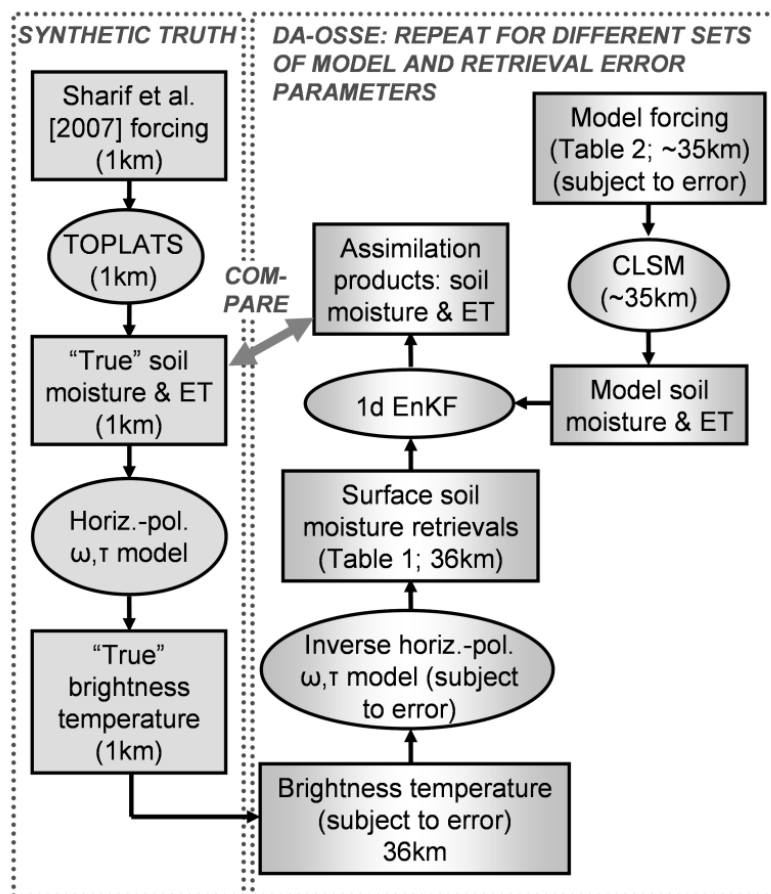 SYNTHETIC TRUTH
Sharif et al.
[2007] forcing
(1km)
TOPLATS
(1km)
“True” soil
moisture & ET
(1km)
Horiz.-pol.
ω,τ model
“True”
brightness
temperature
(1km)
COM-
PARE
DA-OSSE: REPEAT FOR DIFFERENT SETS
OF MODEL AND RETRIEVAL ERROR
PARAMETERS
Model forcing
(Table 2; ~35km)
(subject to error)
CLSM
(~35km)
Model soil
moisture & ET
Assimilation
products: soil
moisture & ET
1d EnKF
Surface soil
moisture retrievals
(Table 1; 36km)
Inverse horiz.-pol.
ω,τ model (subject
to error)
Brightness temperature
(subject to error)
36km